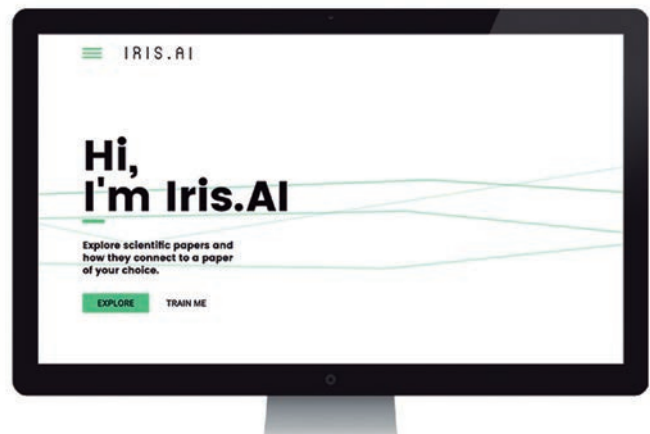 IRIS.AI
Hi,
I'm Iris.AI
Explore scientific papers and
how they connect to a paper
of your choice.
EXPLORE TRAIN ME